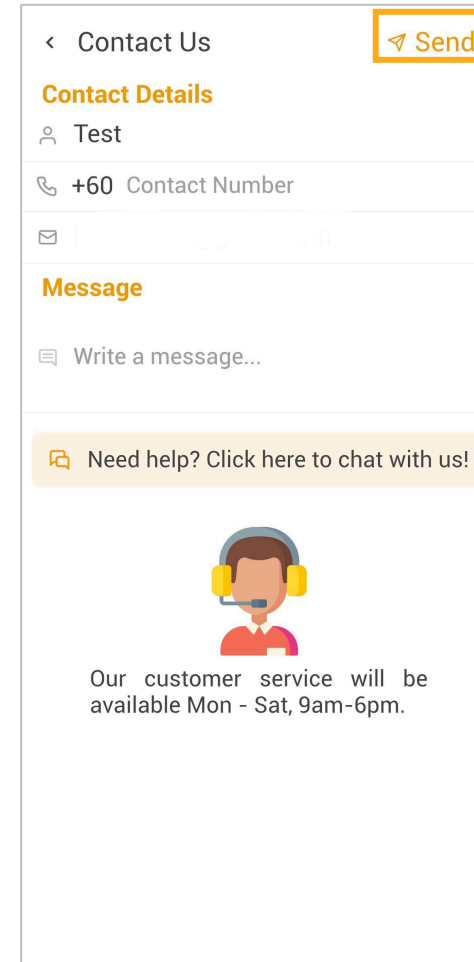 Contact Us
Send
Contact Details
Test
+60 Contact Number
Message
Write a message...
Need help? Click here to chat with us!
Our customer service will be
available Mon - Sat, 9am-6pm.